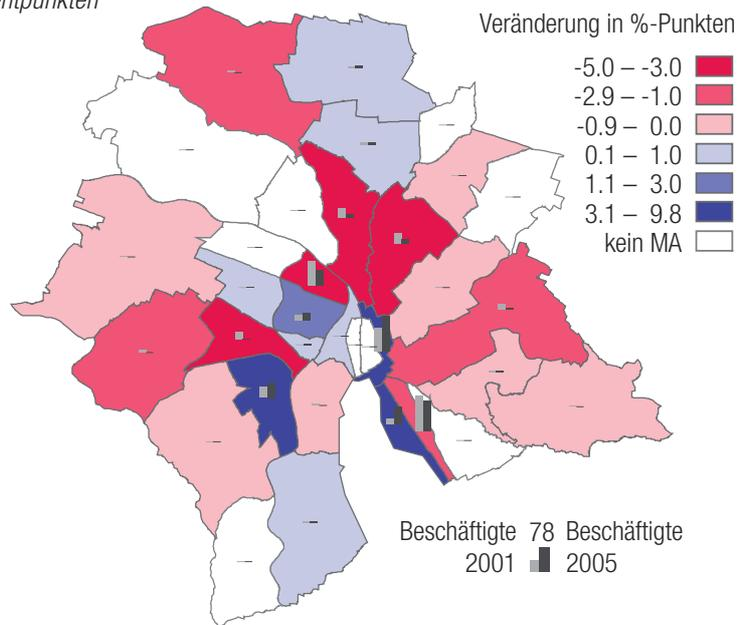 Veränderung in %-Punkten
-5.0 – -3.0
-2.9 – -1.0
-0.9 – 0.0
0.1 – 1.0
1.1 – 3.0
3.1 – 9.8
kein MA
Beschäftigte 78 Beschäftigte
2001 2005